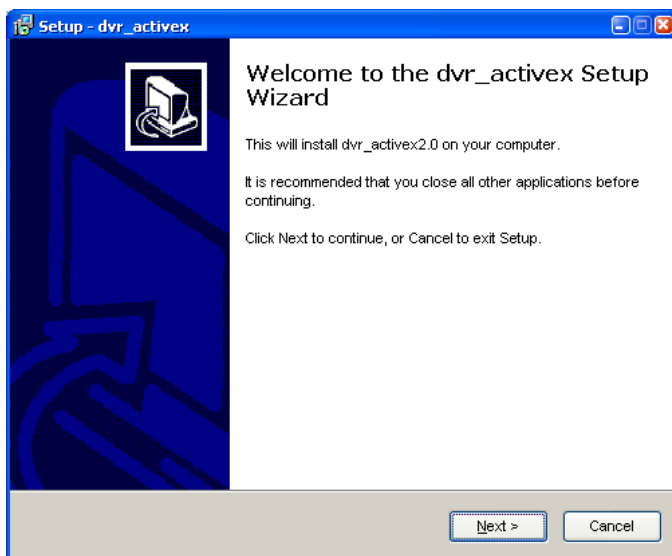 Setup - dvr_activex
Welcome to the dvr_activex Setup
Wizard
This will install dvr_activex2.0 on your computer.
It is recommended that you close all other applications before
continuing.
Click Next to continue, or Cancel to exit Setup.
Next >
Cancel